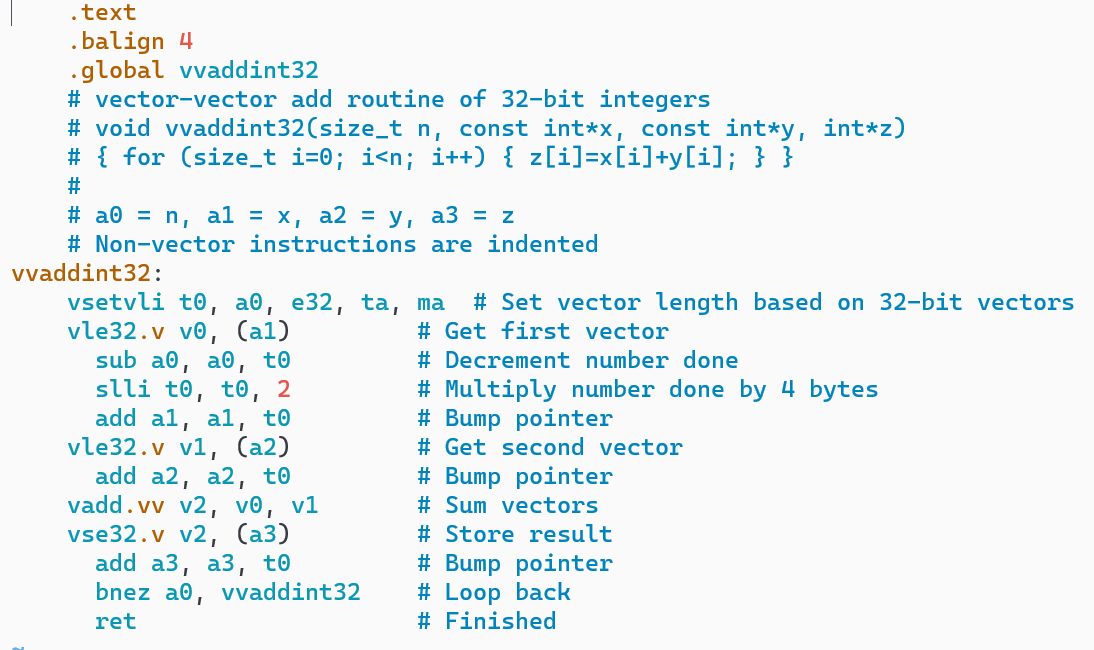 .text
.balign 4
.global vvaddint32
# vector-vector add routine of 32-bit integers
# void vvaddint32(size_t n, const int*x, const int*y, int*z)
# { for (size_t i=0; i<n; i++) { z[i]=x[i]+y[i]; } }
#
# a0 = n, a1 = x, a2 = y, a3 = z
# Non-vector instructions are indented
vvaddint32:
vsetvli t0, a0, e32, ta, ma # Set vector length based on 32-bit vectors
vle32.v v0, (a1) # Get first vector
sub a0, a0, t0 # Decrement number done
slli t0, t0, 2 # Multiply number done by 4 bytes
add a1, a1, t0 # Bump pointer
vle32.v v1, (a2) # Get second vector
add a2, a2, t0 # Bump pointer
vadd.vv v2, v0, v1 # Sum vectors
vse32.v v2, (a3) # Store result
add a3, a3, t0 # Bump pointer
bnez a0, vvaddint32 # Loop back
ret # Finished
~